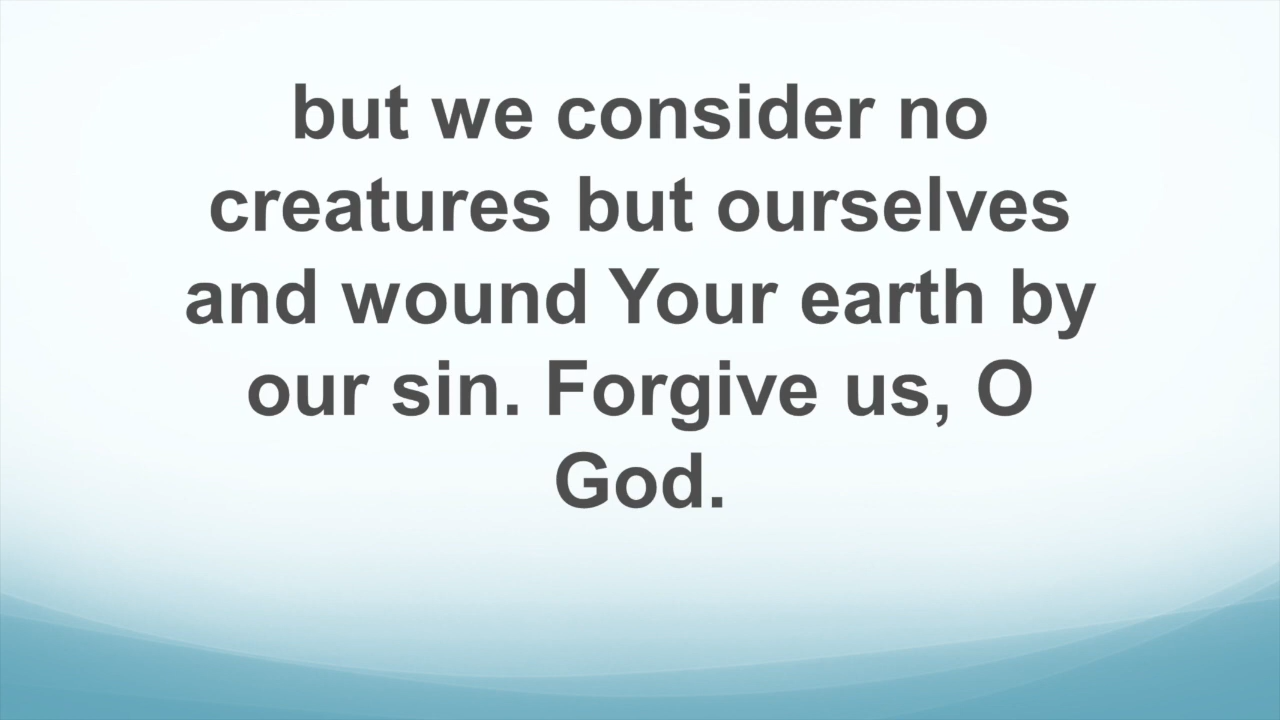 but we consider no
creatures but ourselves
and wound Your earth by
our sin. Forgive us, O
God.